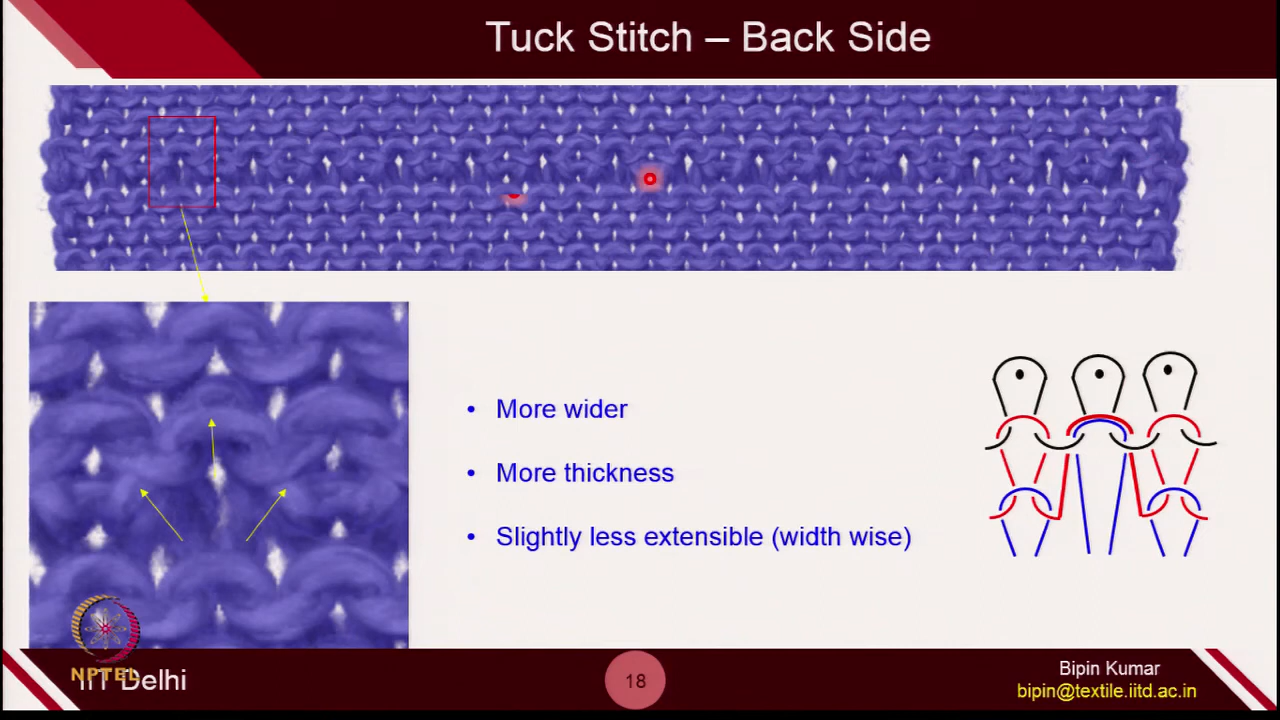 Tuck Stitch – Back Side
• More wider
• More thickness
• Slightly less extensible (width wise)
NPTEL
IIT Delhi
18
Bipin Kumar
bipin@textile.iitd.ac.in